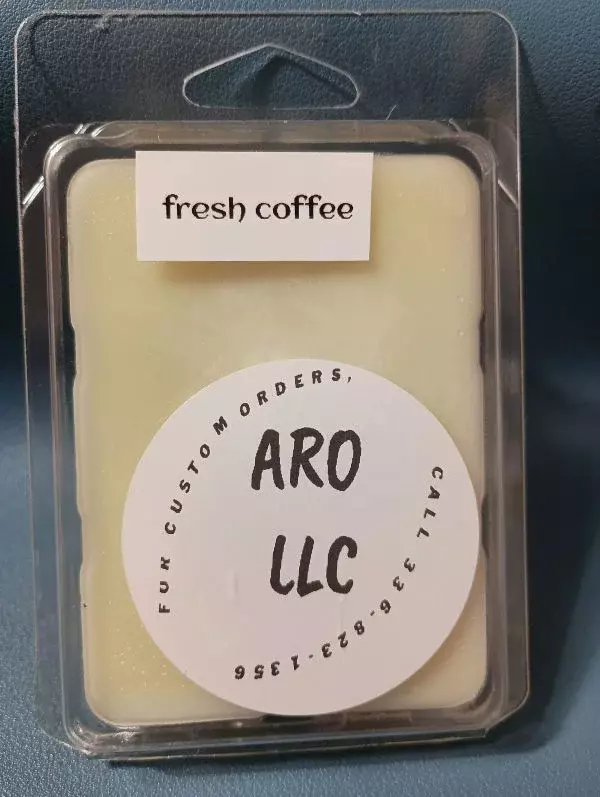 fresh coffee
FOR CUSTOM ORDERS,
ARO
LLC
CALL 336-823-1356